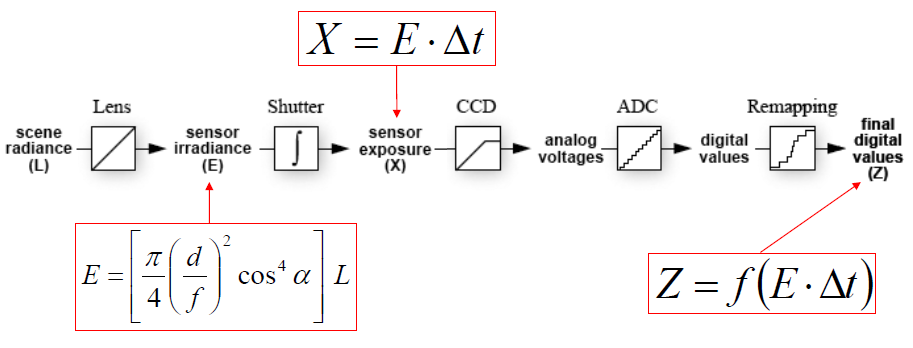 X = E · Δt
Lens
Shutter
CCD
ADC
Remapping
scene
radiance
(L)
sensor
irradiance
(E)
∫
sensor
exposure
(X)
analog
voltages
digital
values
final
digital
values
(Z)
E = [π/4 (d/f)² cos⁴ α] L
Z = f(E · Δt)